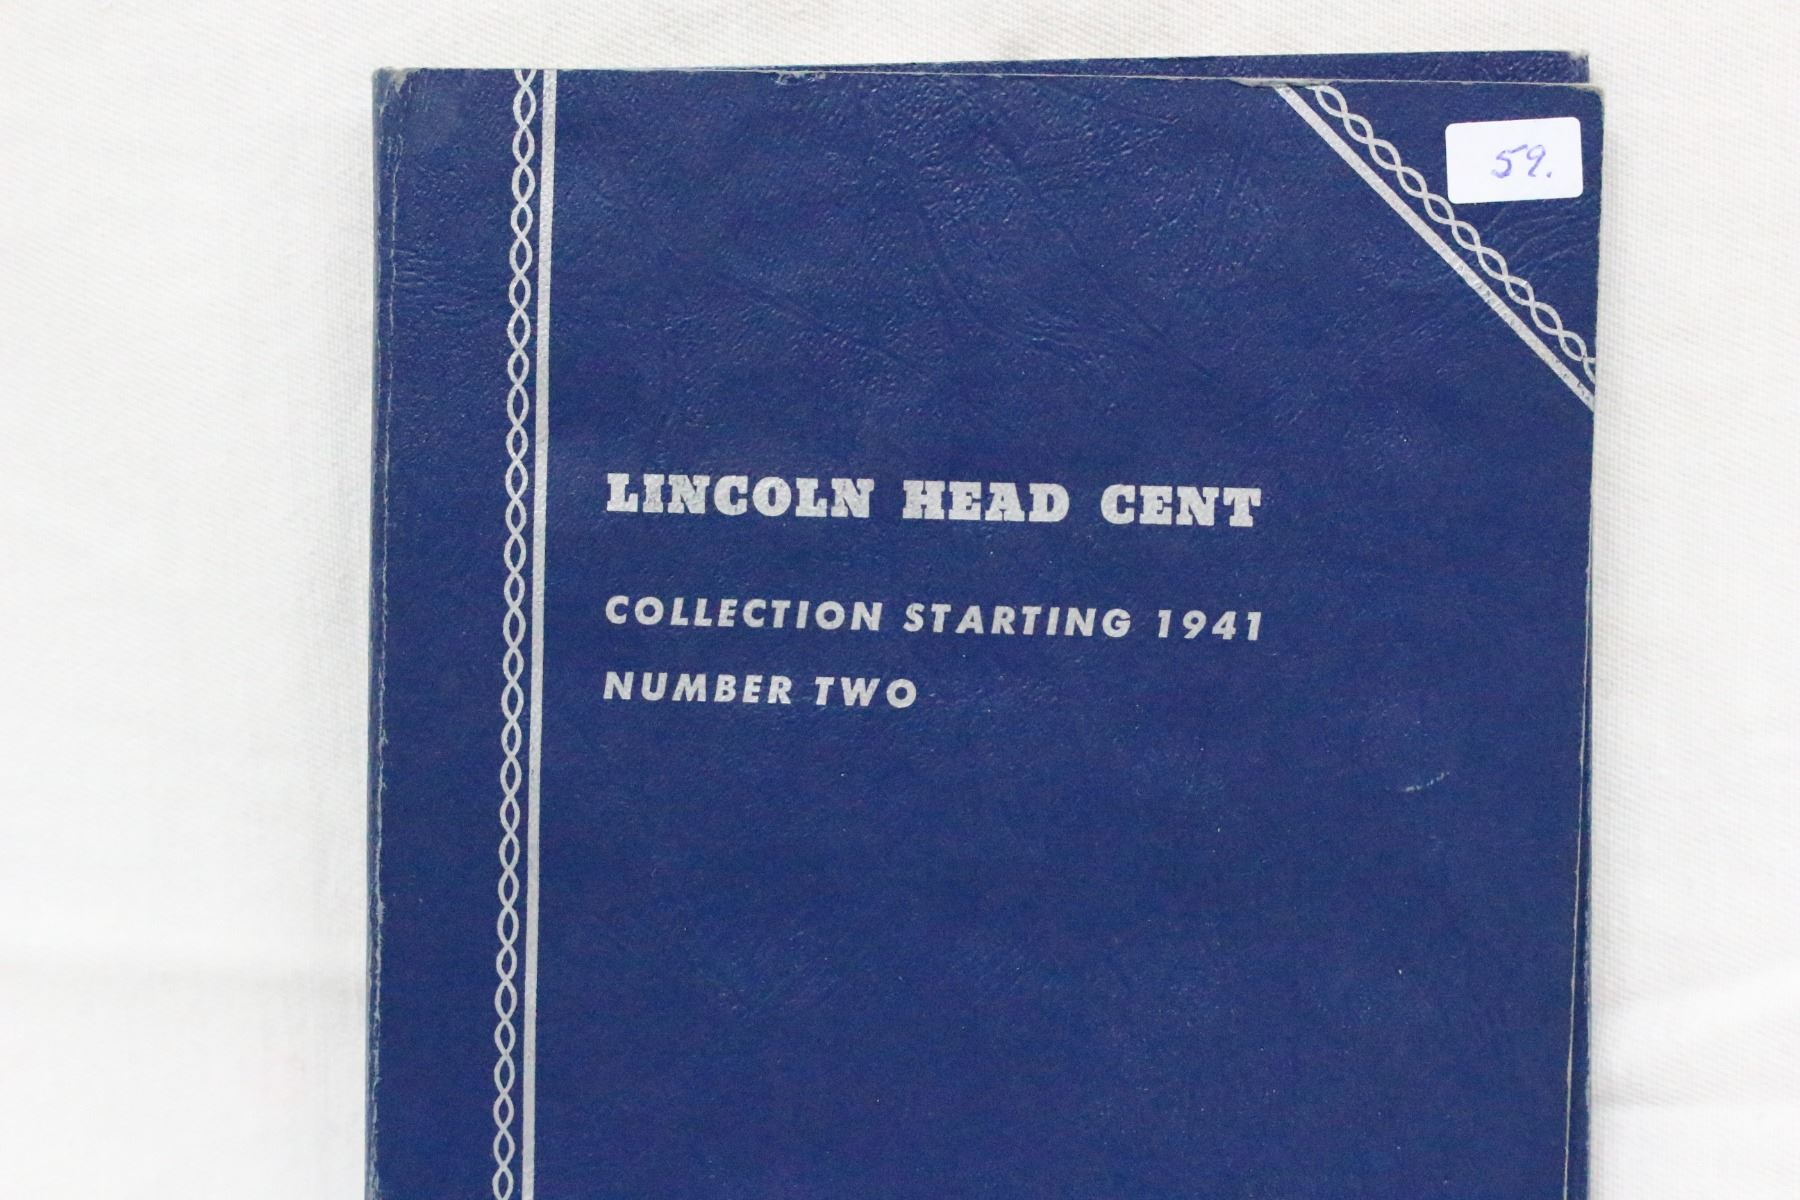 59.
LINCOLN HEAD CENT
COLLECTION STARTING 1941
NUMBER TWO